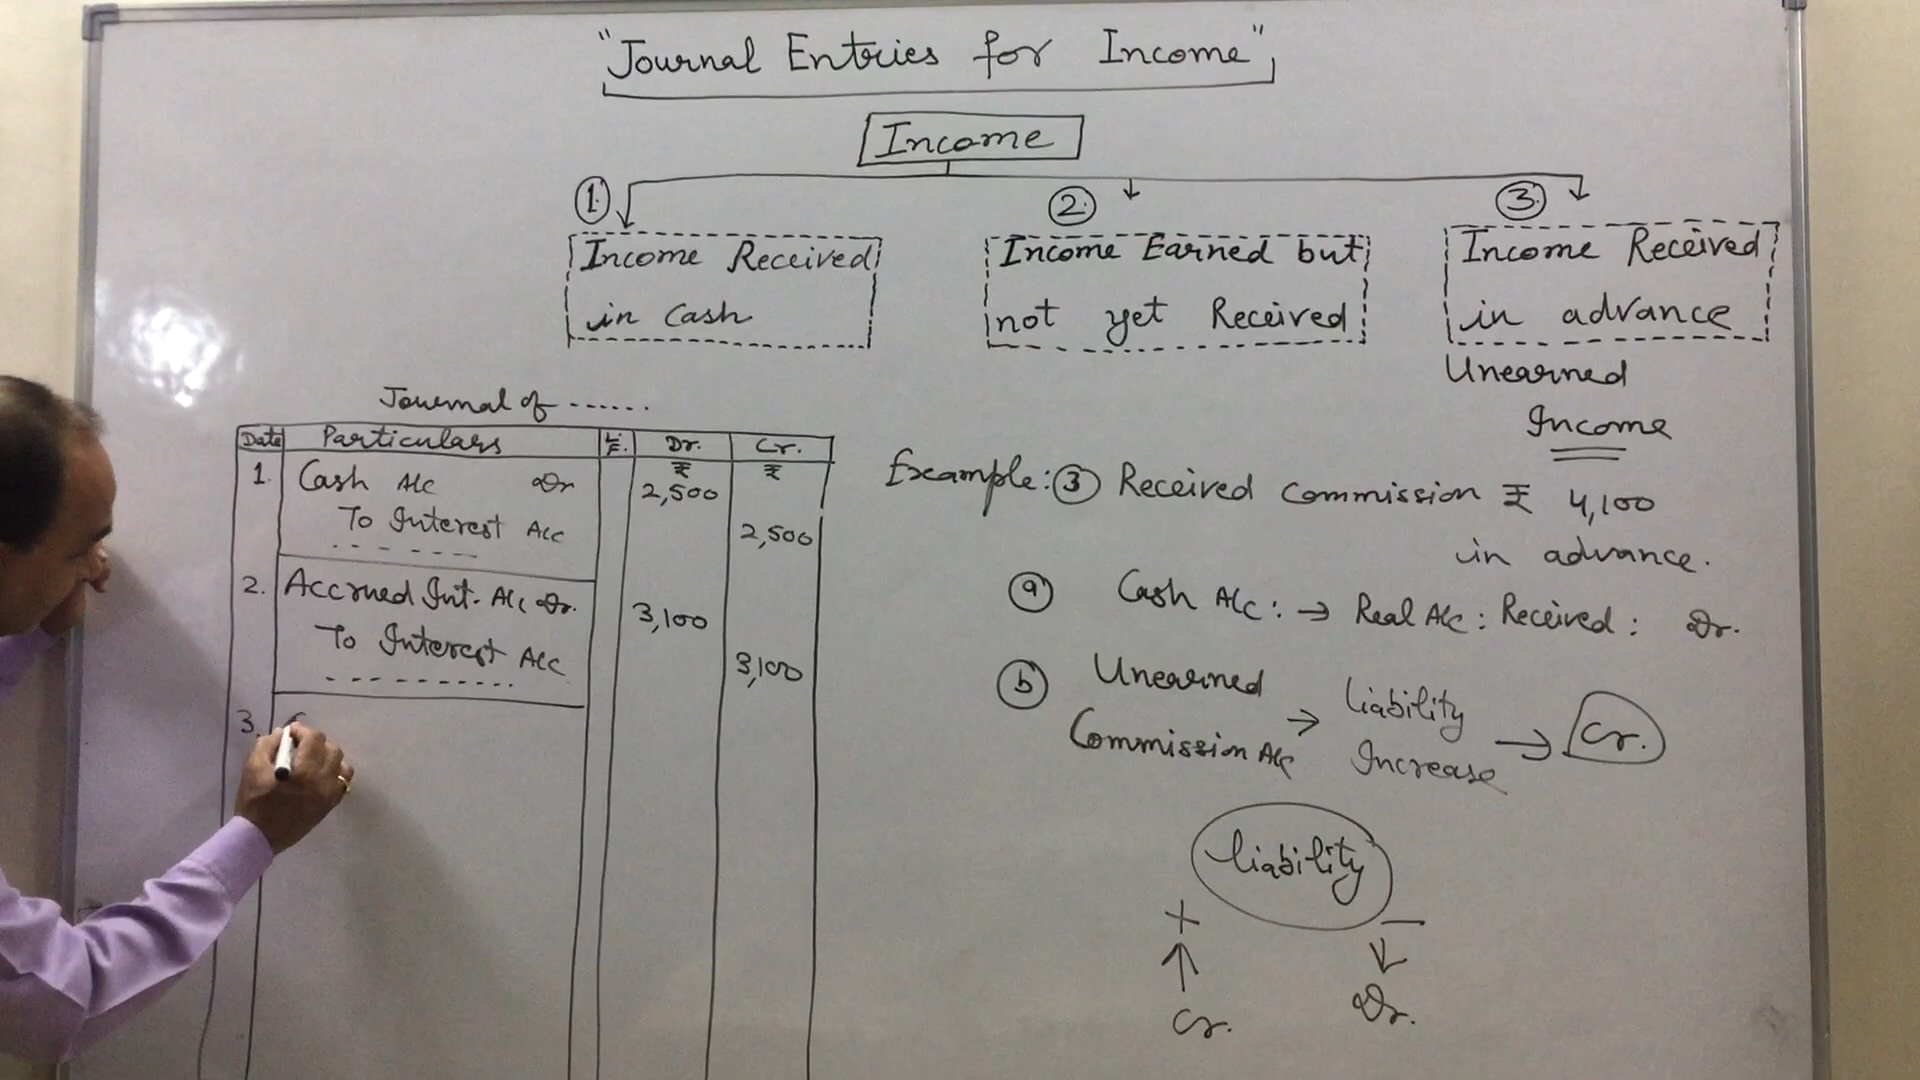 "Journal Entries for Income"
Income
1.
Income Received
in Cash
2.
Income Earned but
not yet Received
3.
Income Received
in advance
Unearned
Income
Journal of ......
Date Particulars L.F. Dr. Cr.
₹ ₹
1. Cash A/c Dr 2,500
To Interest A/c 2,500
2. Accrued Int. A/c Dr. 3,100
To Interest A/c 3,100
3.
Example: 3 Received Commission ₹ 4,100
in advance.
a Cash A/c: → Real A/c: Received: Dr.
b Unearned
Commission A/c → Liability
Increase → Cr.
Liability
+ −
↑ ↓
Cr. Dr.